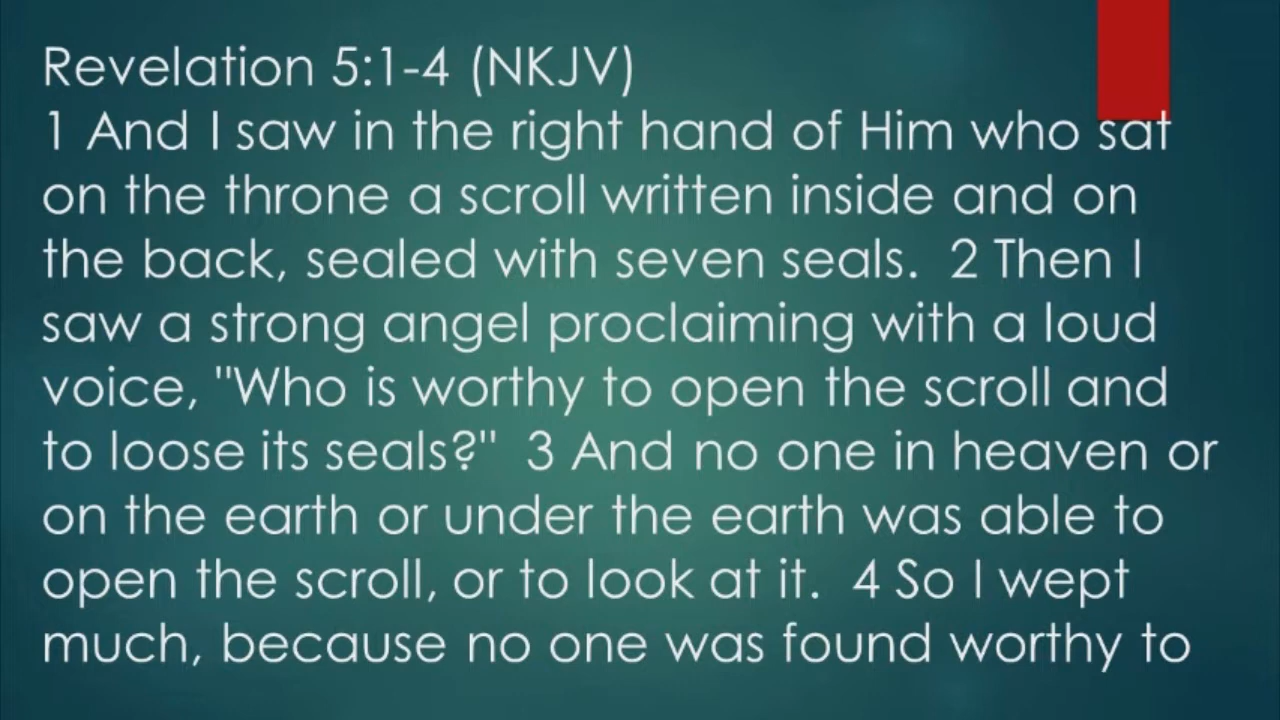 Revelation 5:1-4 (NKJV)
1 And I saw in the right hand of Him who sat
on the throne a scroll written inside and on
the back, sealed with seven seals.  2 Then I
saw a strong angel proclaiming with a loud
voice, "Who is worthy to open the scroll and
to loose its seals?"  3 And no one in heaven or
on the earth or under the earth was able to
open the scroll, or to look at it.  4 So I wept
much, because no one was found worthy to